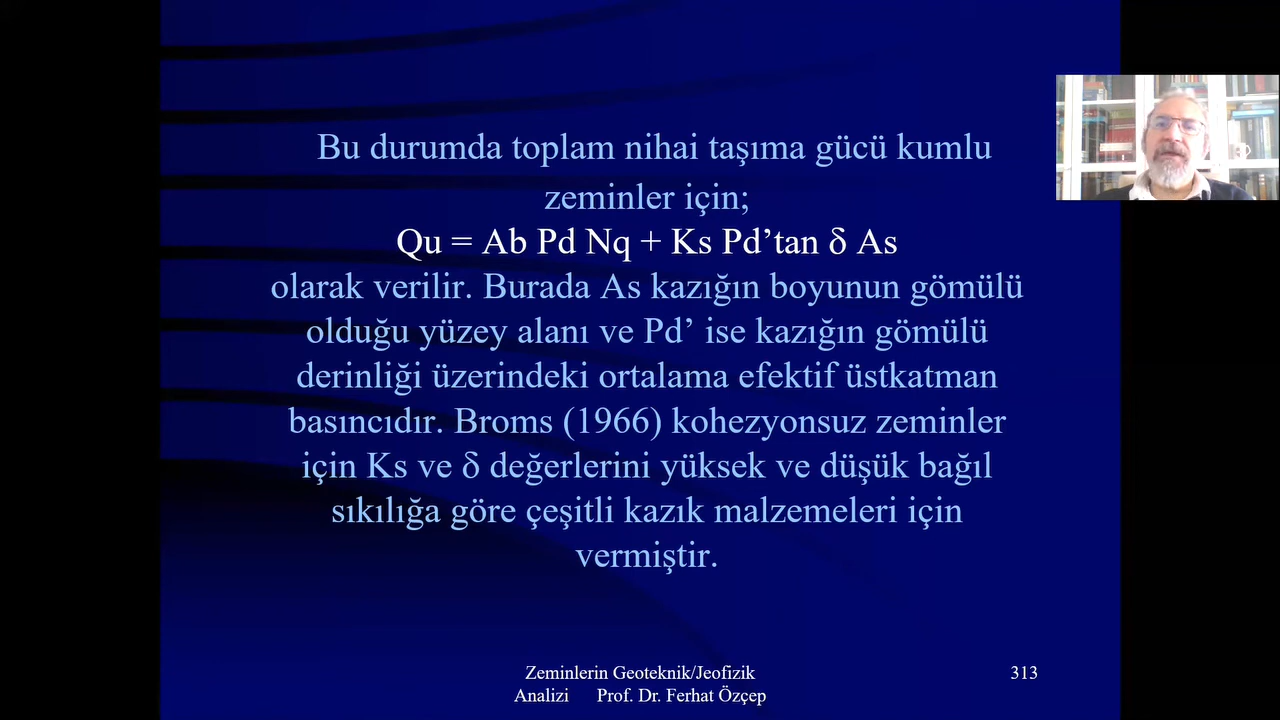 Bu durumda toplam nihai taşıma gücü kumlu
zeminler için;
Qu = Ab Pd Nq + Ks Pd’tan δ As
olarak verilir. Burada As kazığın boyunun gömülü
olduğu yüzey alanı ve Pd’ ise kazığın gömülü
derinliği üzerindeki ortalama efektif üstkatman
basıncıdır. Broms (1966) kohezyonsuz zeminler
için Ks ve δ değerlerini yüksek ve düşük bağıl
sıkılığa göre çeşitli kazık malzemeleri için
vermiştir.
Zeminlerin Geoteknik/Jeofizik
Analizi Prof. Dr. Ferhat Özçep
313